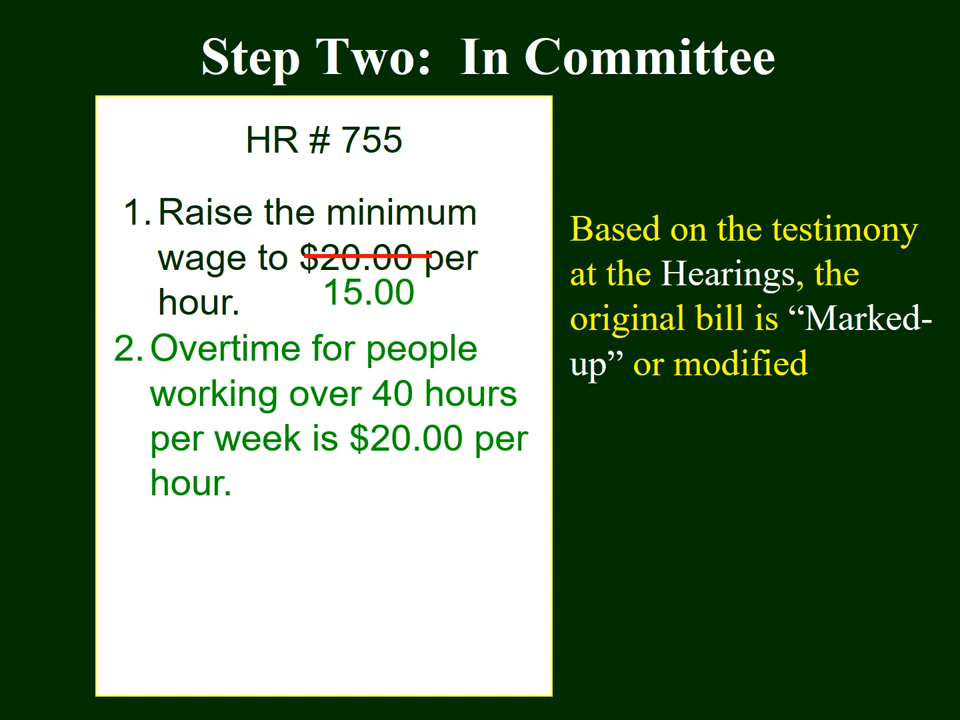 Step Two:  In Committee
HR # 755
1. Raise the minimum
wage to $20.00 per
15.00
hour.
2. Overtime for people
working over 40 hours
per week is $20.00 per
hour.
Based on the testimony
at the Hearings, the
original bill is “Marked-
up” or modified